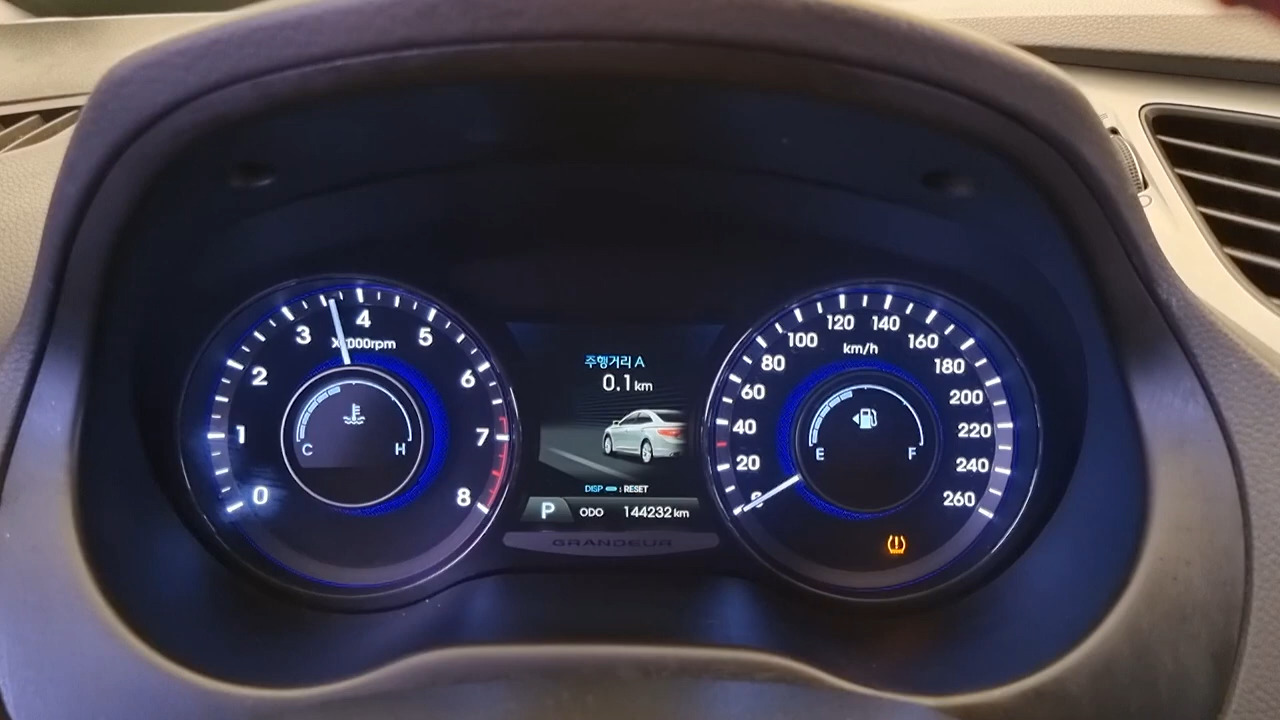 0
1
2
3
4
5
6
7
8
x1000rpm
C
H
주행거리 A
0.1 km
DISP : RESET
P
ODO 144232 km
GRANDEUR
0
20
40
60
80
100
120
140
160
180
200
220
240
260
km/h
E
F